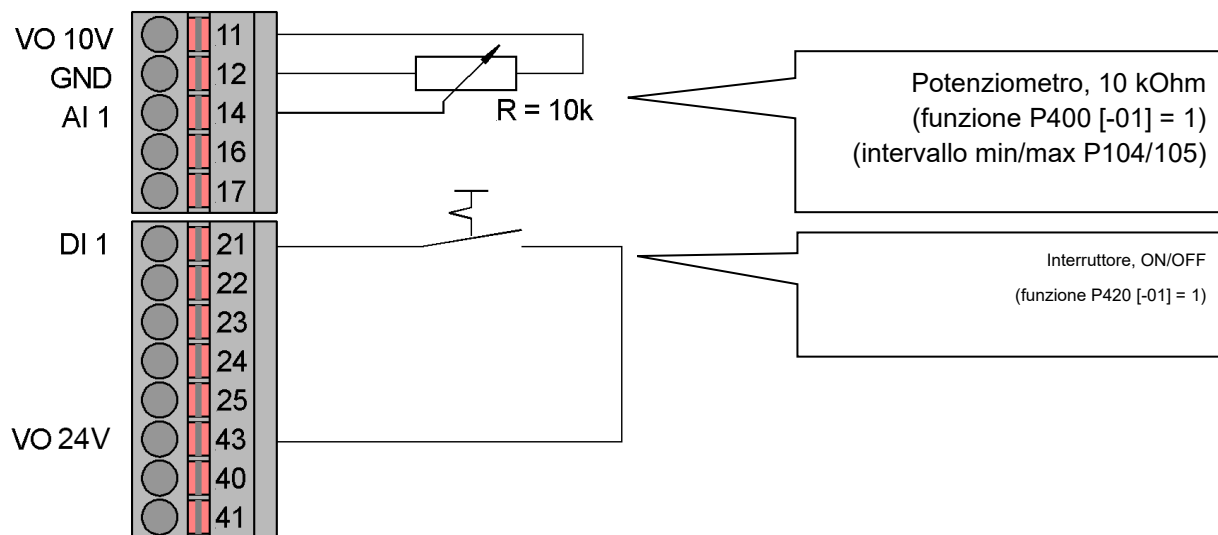 VO 10V
GND
AI 1
11
12
14
16
17
R = 10k
Potenziometro, 10 kOhm
(funzione P400 [-01] = 1)
(intervallo min/max P104/105)
DI 1
VO 24V
21
22
23
24
25
43
40
41
Interruttore, ON/OFF
(funzione P420 [-01] = 1)